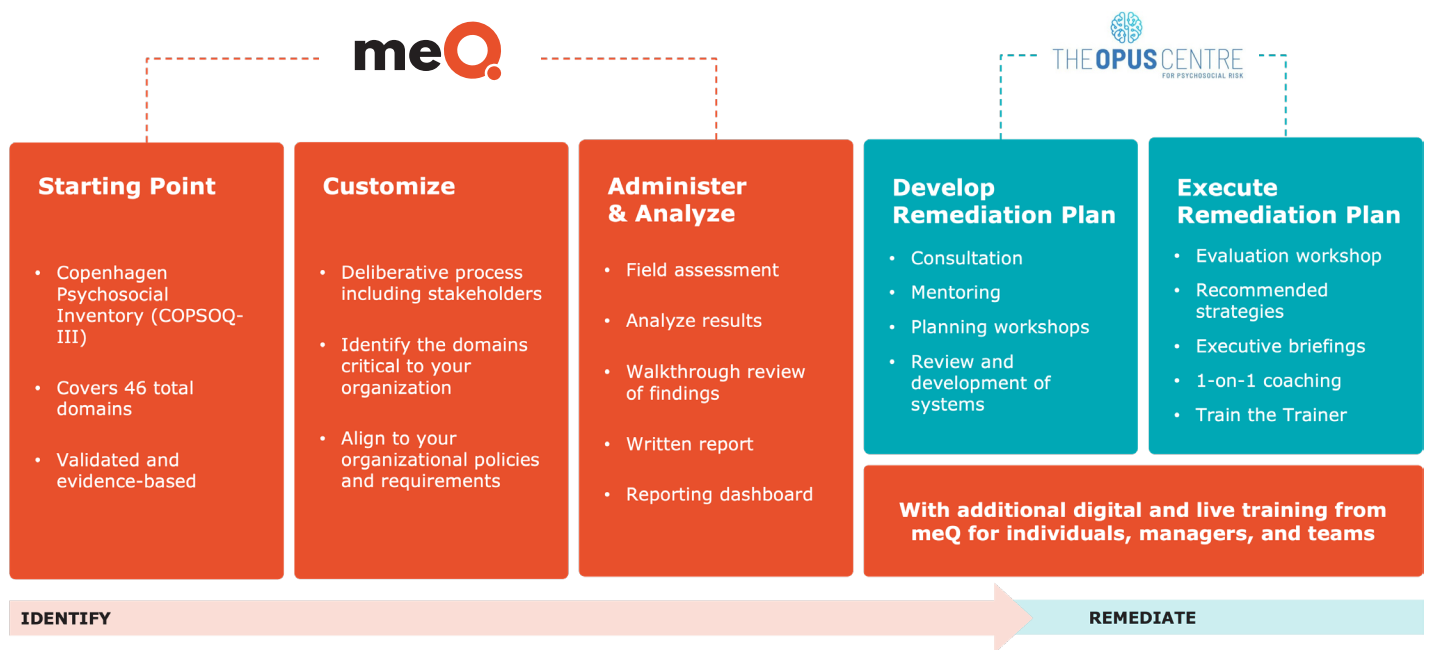 meQ
THE OPUS CENTRE
FOR PSYCHOSOCIAL RISK
Starting Point
• Copenhagen
Psychosocial
Inventory (COPSOQ-
III)
• Covers 46 total
domains
• Validated and
evidence-based
Customize
• Deliberative process
including stakeholders
• Identify the domains
critical to your
organization
• Align to your
organizational policies
and requirements
Administer
& Analyze
• Field assessment
• Analyze results
• Walkthrough review
of findings
• Written report
• Reporting dashboard
Develop
Remediation Plan
• Consultation
• Mentoring
• Planning workshops
• Review and
development of
systems
Execute
Remediation Plan
• Evaluation workshop
• Recommended
strategies
• Executive briefings
• 1-on-1 coaching
• Train the Trainer
With additional digital and live training from
meQ for individuals, managers, and teams
IDENTIFY
REMEDIATE